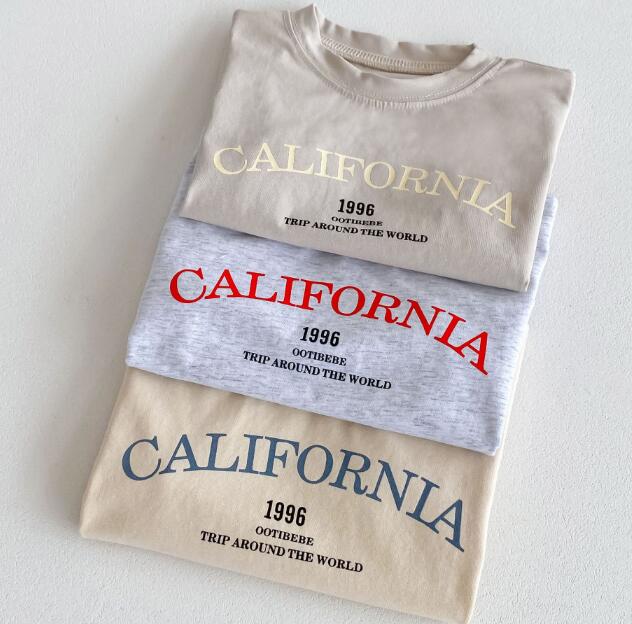 CALIFORNIA
1996
OOTIBEBE
TRIP AROUND THE WORLD
CALIFORNIA
1996
OOTIBEBE
TRIP AROUND THE WORLD
CALIFORNIA
1996
OOTIBEBE
TRIP AROUND THE WORLD